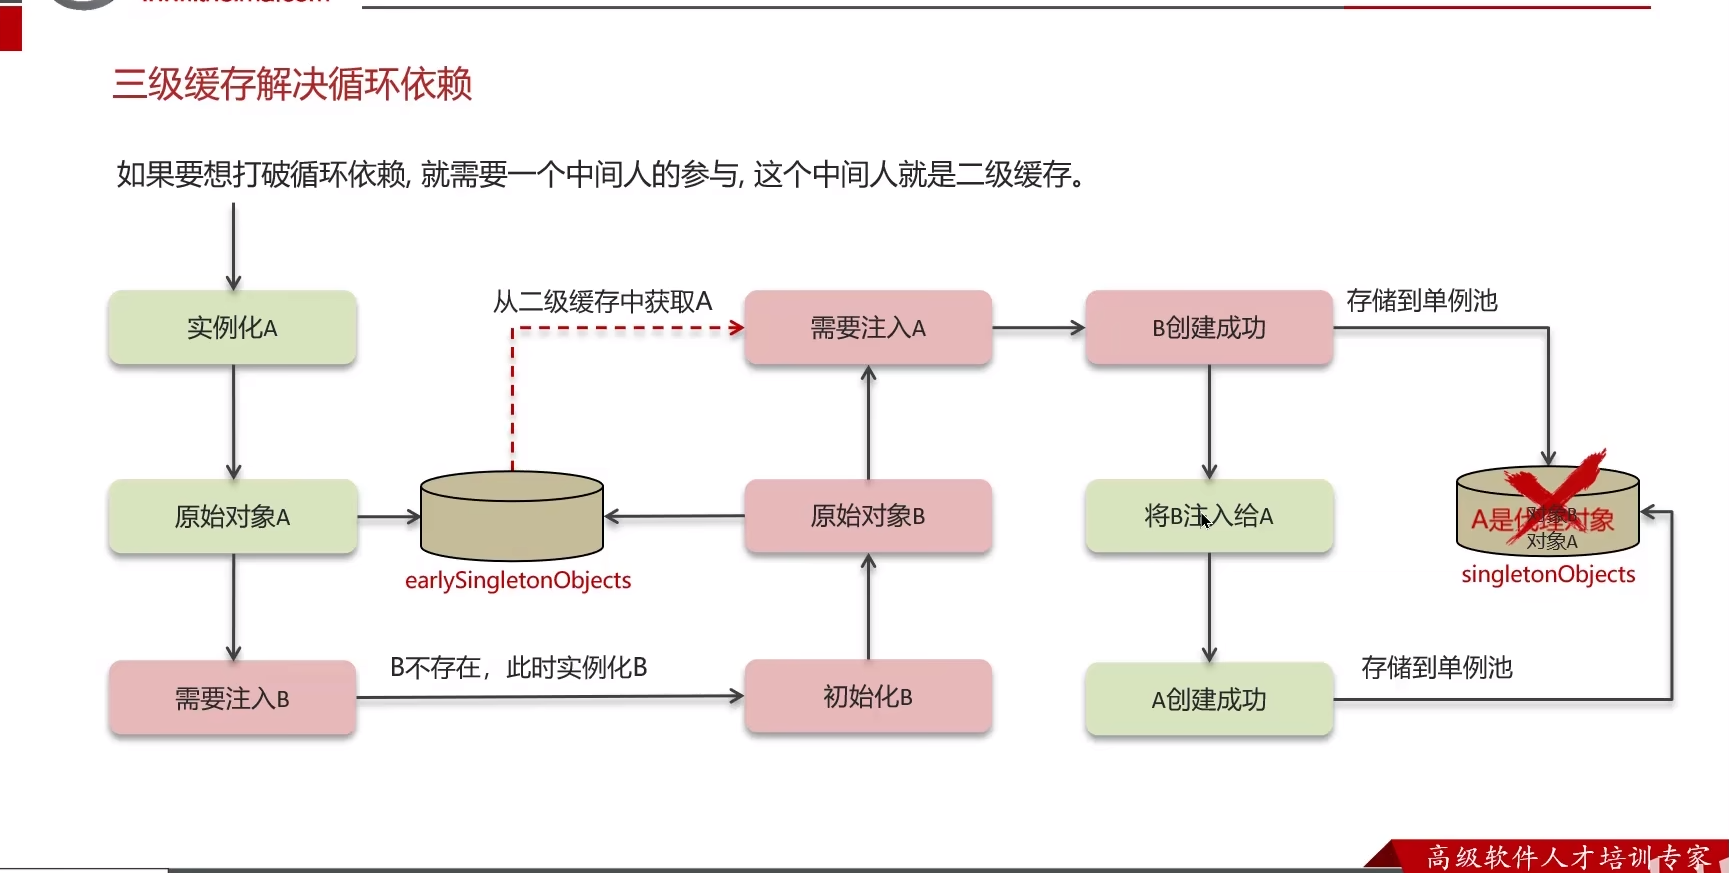 三级缓存解决循环依赖
如果要想打破循环依赖, 就需要一个中间人的参与, 这个中间人就是二级缓存。
实例化A
从二级缓存中获取A
需要注入A
B创建成功
存储到单例池
原始对象A
原始对象B
将B注入给A
A是代理对象
对象B
对象A
earlySingletonObjects
singletonObjects
需要注入B
B不存在，此时实例化B
初始化B
A创建成功
存储到单例池
高级软件人才培训专家